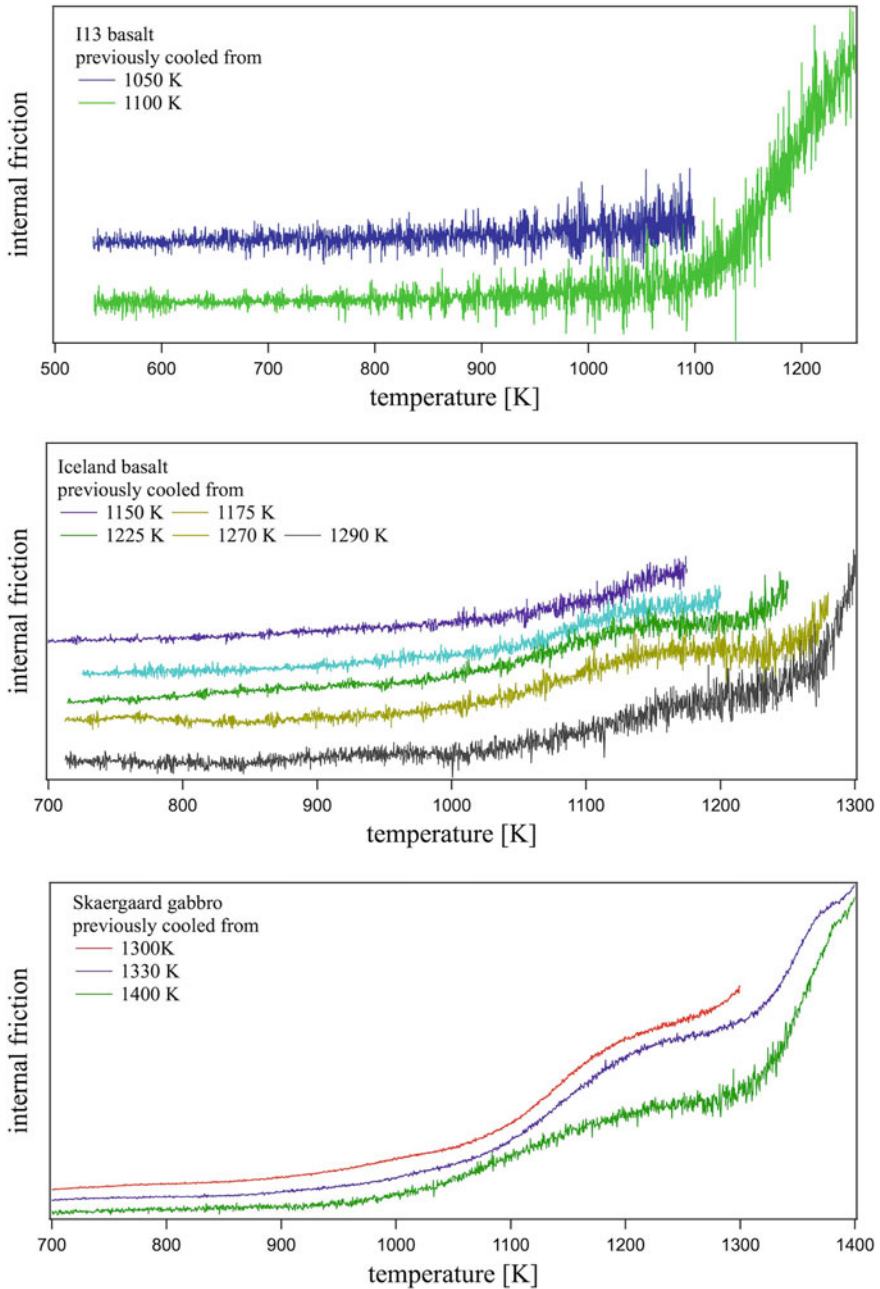 I13 basalt
previously cooled from
1050 K
1100 K
internal friction
500 600 700 800 900 1000 1100 1200
temperature [K]
Iceland basalt
previously cooled from
1150 K 1175 K
1225 K 1270 K 1290 K
internal friction
700 800 900 1000 1100 1200 1300
temperature [K]
Skaergaard gabbro
previously cooled from
1300K
1330 K
1400 K
internal friction
700 800 900 1000 1100 1200 1300 1400
temperature [K]